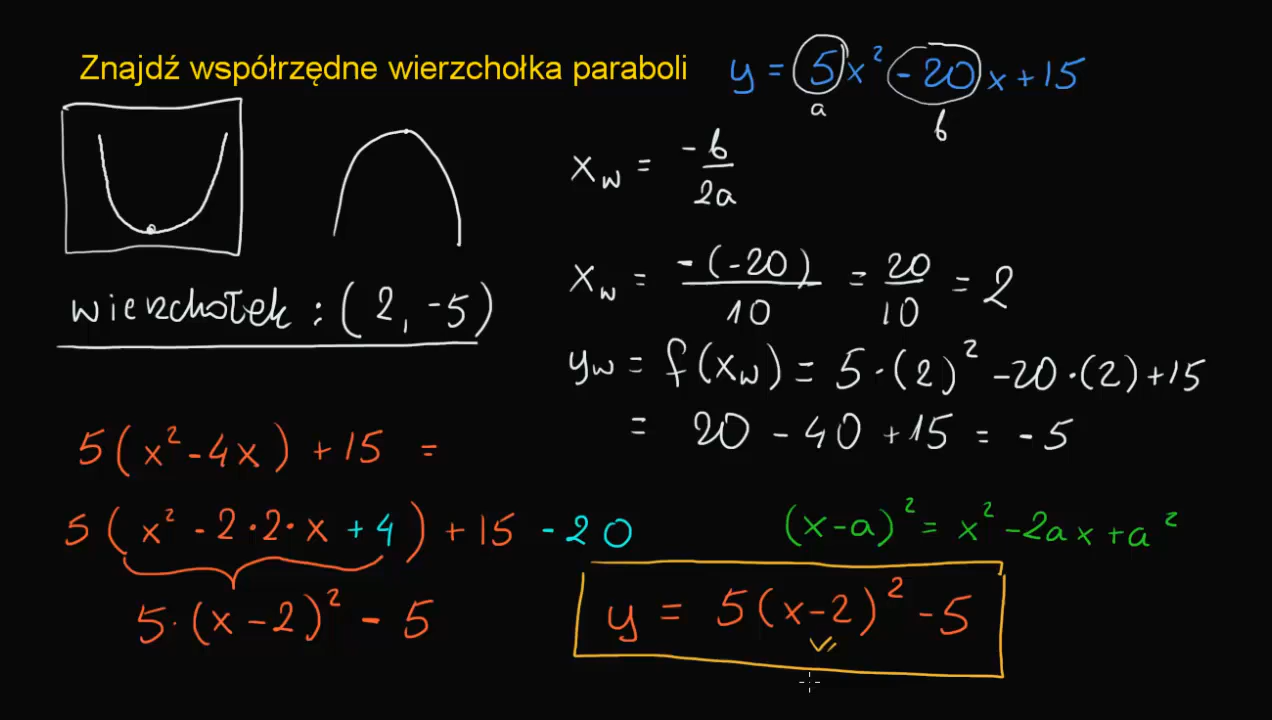 Znajdź współrzędne wierzchołka paraboli
y = 5x² - 20x + 15
a
b
x_w = -b/2a
x_w = -(-20)/10 = 20/10 = 2
wierzchołek : (2, -5)
y_w = f(x_w) = 5·(2)² -20·(2) +15
= 20 - 40 + 15 = -5
5(x² - 4x) + 15 =
5(x² - 2·2·x + 4) + 15 - 20
(x-a)² = x² - 2ax + a²
5·(x-2)² - 5
y = 5(x-2)² - 5